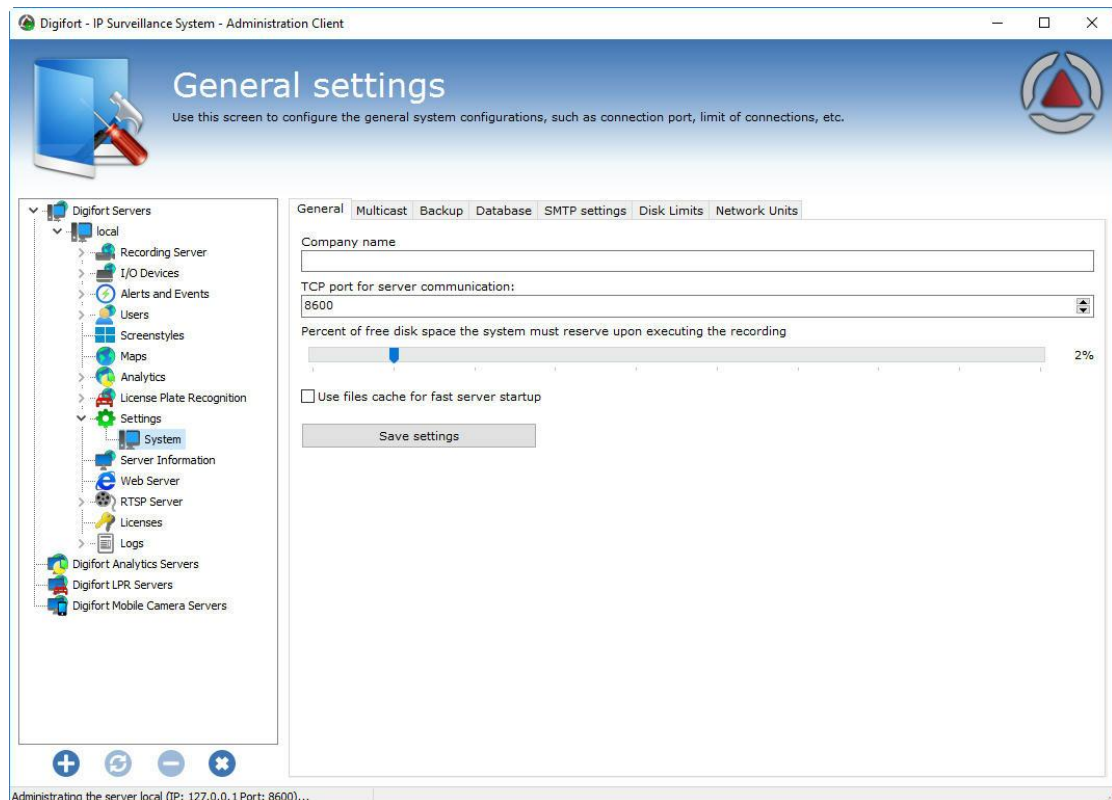 Digifort - IP Surveillance System - Administration Client
General settings
Use this screen to configure the general system configurations, such as connection port, limit of connections, etc.
Digifort Servers
local
Recording Server
I/O Devices
Alerts and Events
Users
Screenstyles
Maps
Analytics
License Plate Recognition
Settings
System
Server Information
Web Server
RTSP Server
Licenses
Logs
Digifort Analytics Servers
Digifort LPR Servers
Digifort Mobile Camera Servers
General Multicast Backup Database SMTP settings Disk Limits Network Units
Company name
TCP port for server communication:
8600
Percent of free disk space the system must reserve upon executing the recording
2%
Use files cache for fast server startup
Save settings
Administrating the server local (IP: 127.0.0.1 Port: 8600)...